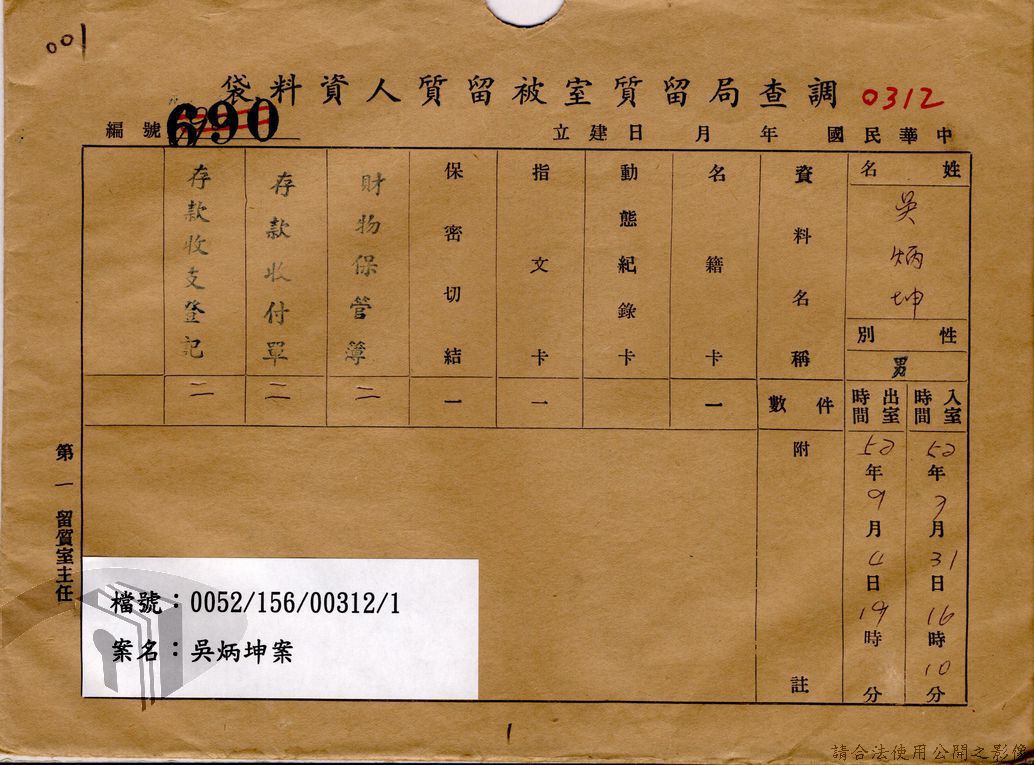 001
調查局留質室被留質人資料袋
0312
中華民國 年 月 日建立
編號
690
姓名
吳炳坤
性別
男
入室時間
52年
月
31日
16時
10分
出室時間
52年
9月
4日
19時
分
資料名稱
件數
附註
名籍卡
一
動態紀錄卡
指文卡
一
保密切結
一
財物保管簿
二
存款收付單
二
存款收支登記
二
第一留質室主任
檔號：0052/156/00312/1
案名：吳炳坤案
1
請合法使用公開之影像